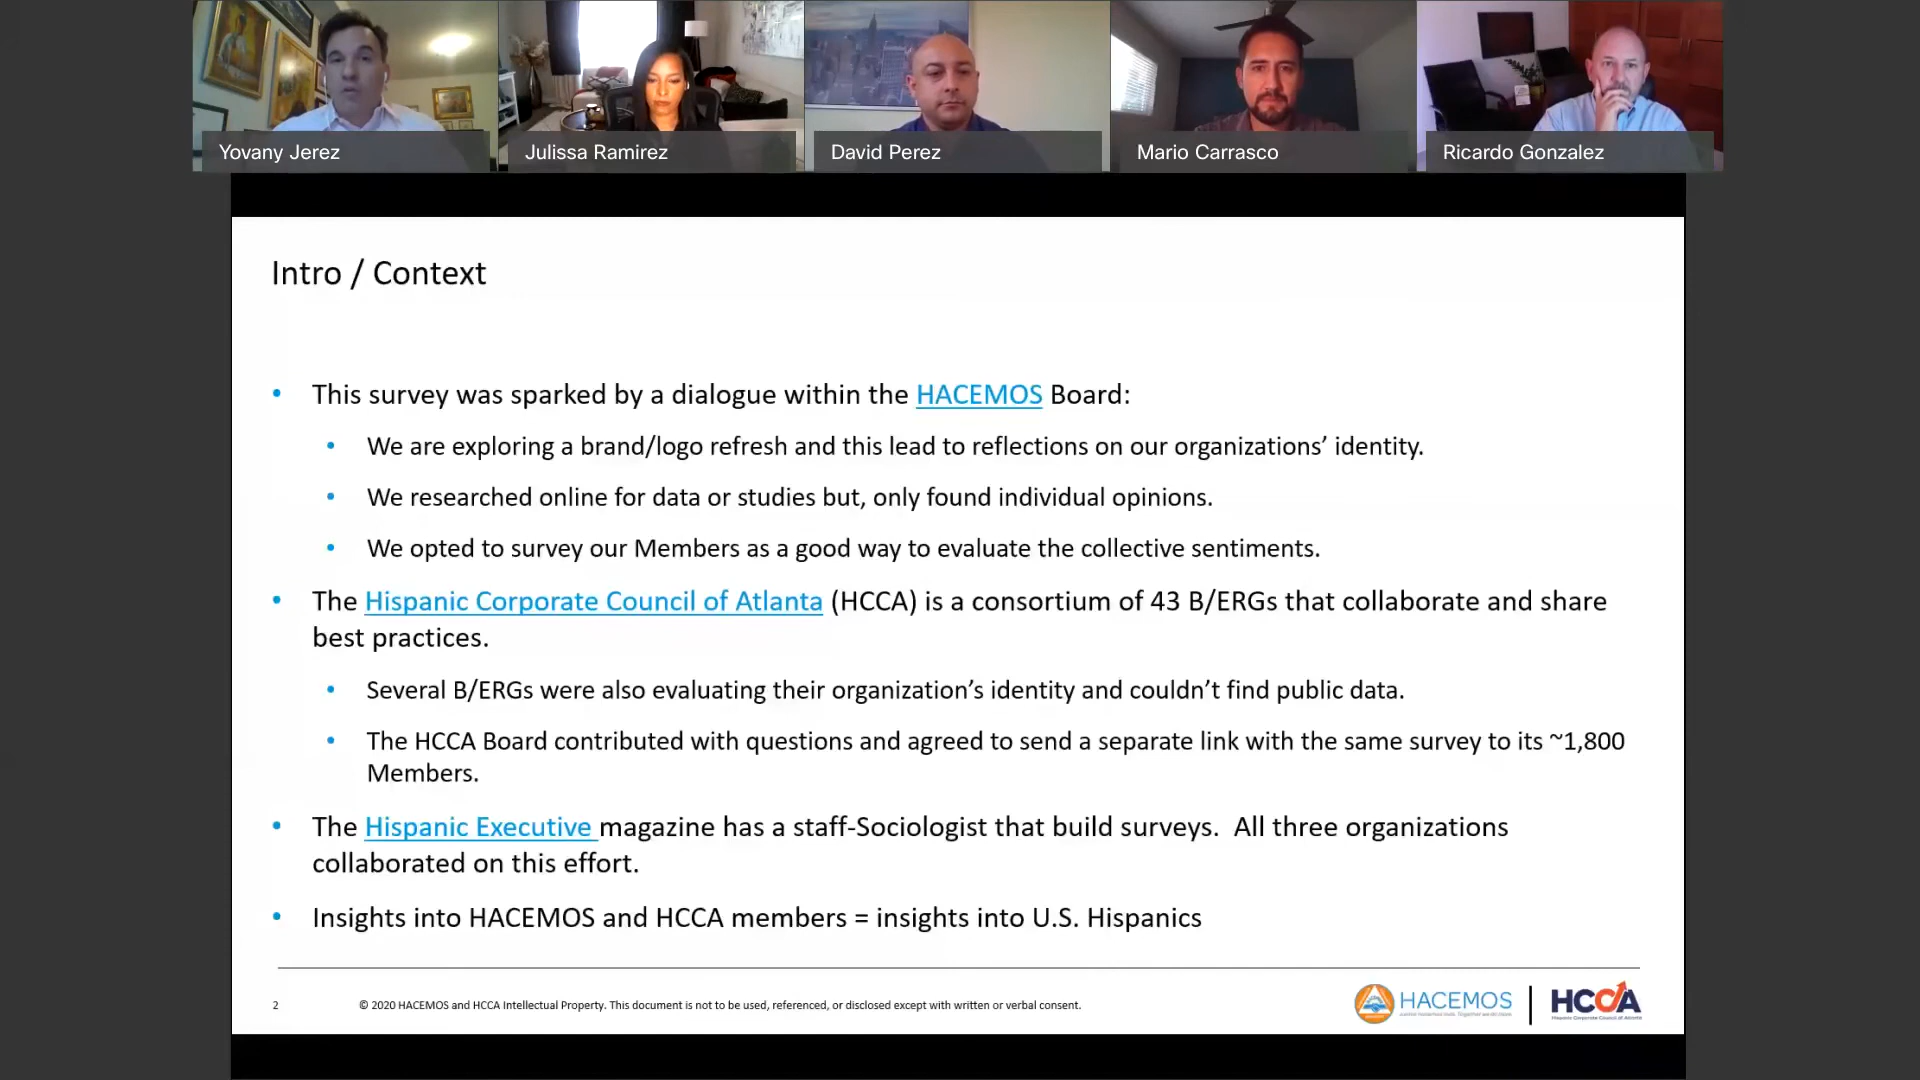 Yovany Jerez
Julissa Ramirez
David Perez
Mario Carrasco
Ricardo Gonzalez
Intro / Context
• This survey was sparked by a dialogue within the HACEMOS Board:
• We are exploring a brand/logo refresh and this lead to reflections on our organizations’ identity.
• We researched online for data or studies but, only found individual opinions.
• We opted to survey our Members as a good way to evaluate the collective sentiments.
• The Hispanic Corporate Council of Atlanta (HCCA) is a consortium of 43 B/ERGs that collaborate and share
best practices.
• Several B/ERGs were also evaluating their organization’s identity and couldn’t find public data.
• The HCCA Board contributed with questions and agreed to send a separate link with the same survey to its ~1,800
Members.
• The Hispanic Executive magazine has a staff-Sociologist that build surveys. All three organizations
collaborated on this effort.
• Insights into HACEMOS and HCCA members = insights into U.S. Hispanics
2
© 2020 HACEMOS and HCCA Intellectual Property. This document is not to be used, referenced, or disclosed except with written or verbal consent.
HACEMOS
HCCA
Hispanic Corporate Council of Atlanta